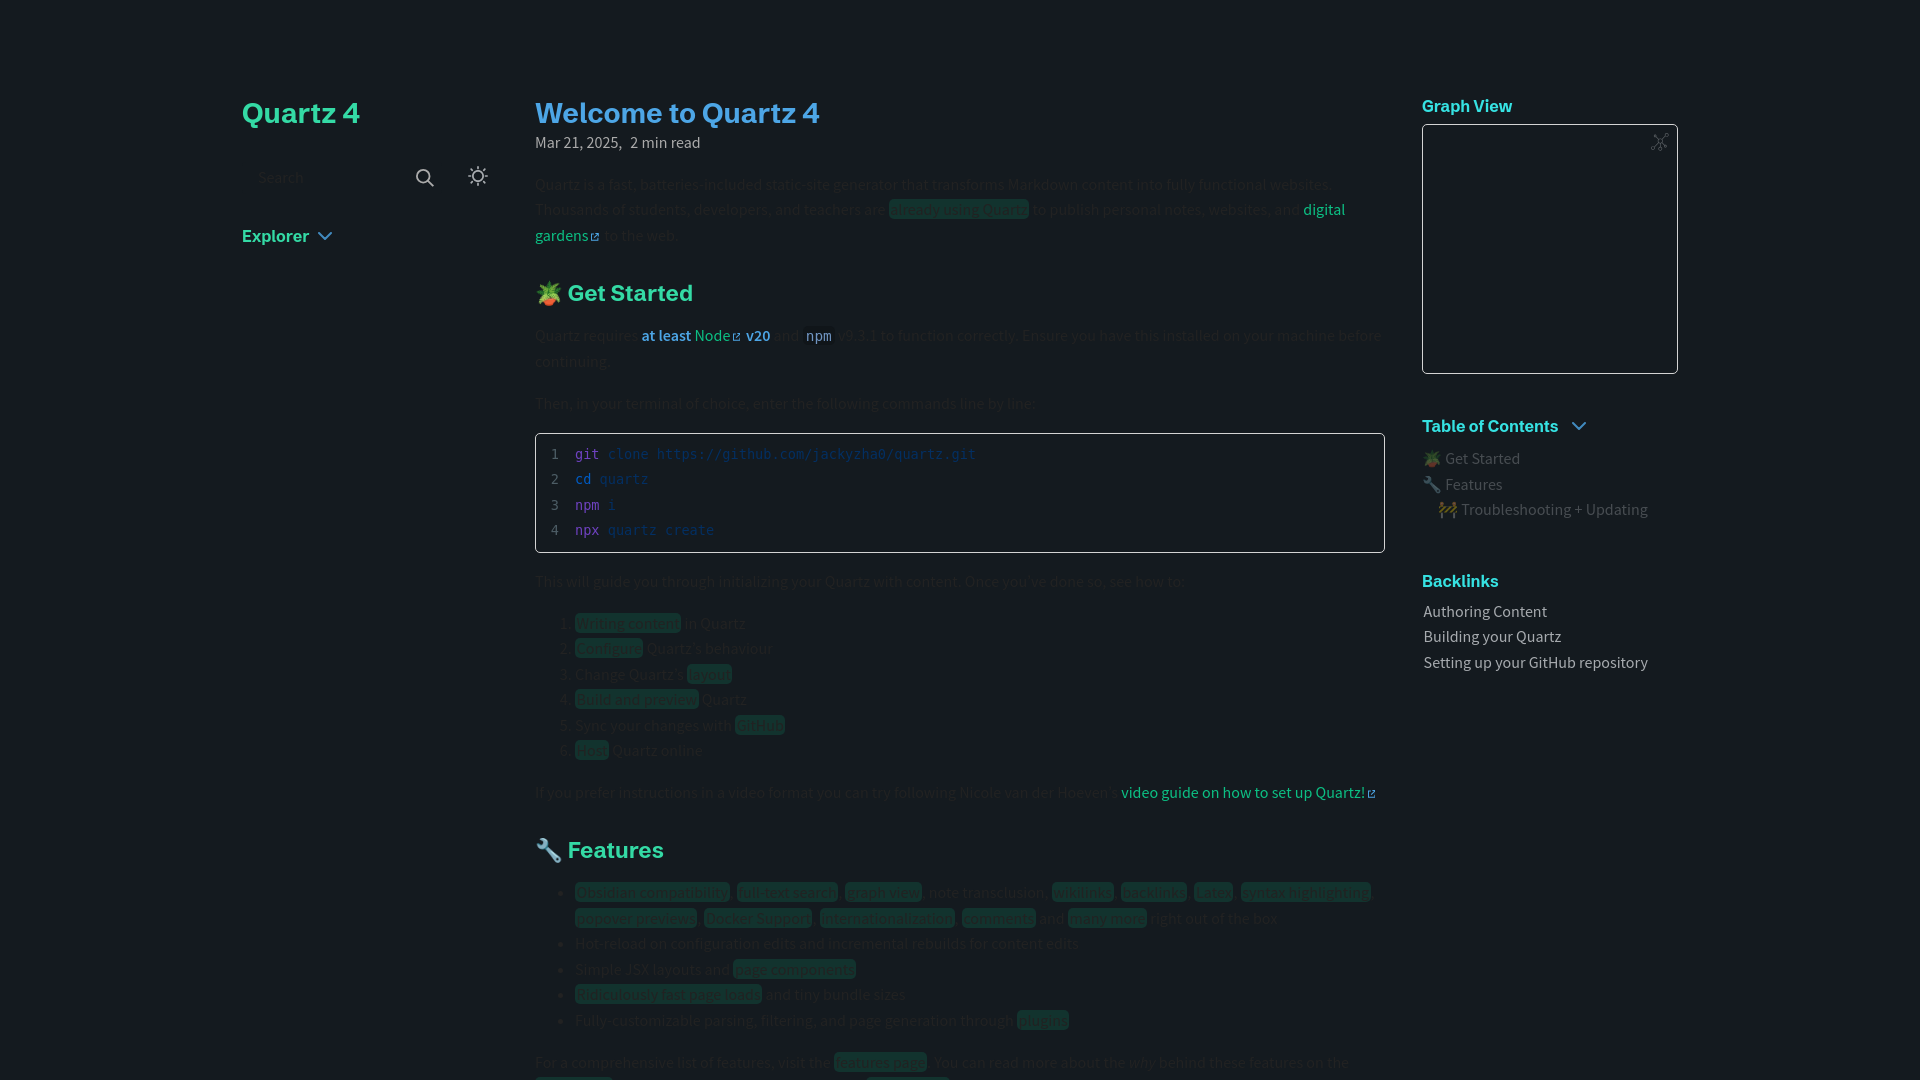 Quartz 4
Search
Explorer
Welcome to Quartz 4
Mar 21, 2025, 2 min read
Quartz is a fast, batteries-included static-site generator that transforms Markdown content into fully functional websites.
Thousands of students, developers, and teachers are already using Quartz to publish personal notes, websites, and digital
gardens to the web.
🪴 Get Started
Quartz requires at least Node v20 and npm v9.3.1 to function correctly. Ensure you have this installed on your machine before
continuing.
Then, in your terminal of choice, enter the following commands line by line:
1 git clone https://github.com/jackyzha0/quartz.git
2 cd quartz
3 npm i
4 npx quartz create
This will guide you through initializing your Quartz with content. Once you've done so, see how to:
1. Writing content in Quartz
2. Configure Quartz's behaviour
3. Change Quartz's layout
4. Build and preview Quartz
5. Sync your changes with GitHub
6. Host Quartz online
If you prefer instructions in a video format you can try following Nicole van der Hoeven's video guide on how to set up Quartz!
🔧 Features
• Obsidian compatibility, full-text search, graph view, note transclusion, wikilinks, backlinks, Latex, syntax highlighting,
popover previews, Docker Support, internationalization, comments and many more right out of the box
• Hot-reload on configuration edits and incremental rebuilds for content edits
• Simple JSX layouts and page components
• Ridiculously fast page loads and tiny bundle sizes
• Fully-customizable parsing, filtering, and page generation through plugins
For a comprehensive list of features, visit the features page. You can read more about the why behind these features on the
Graph View
Table of Contents
🪴 Get Started
🔧 Features
🚧 Troubleshooting + Updating
Backlinks
Authoring Content
Building your Quartz
Setting up your GitHub repository